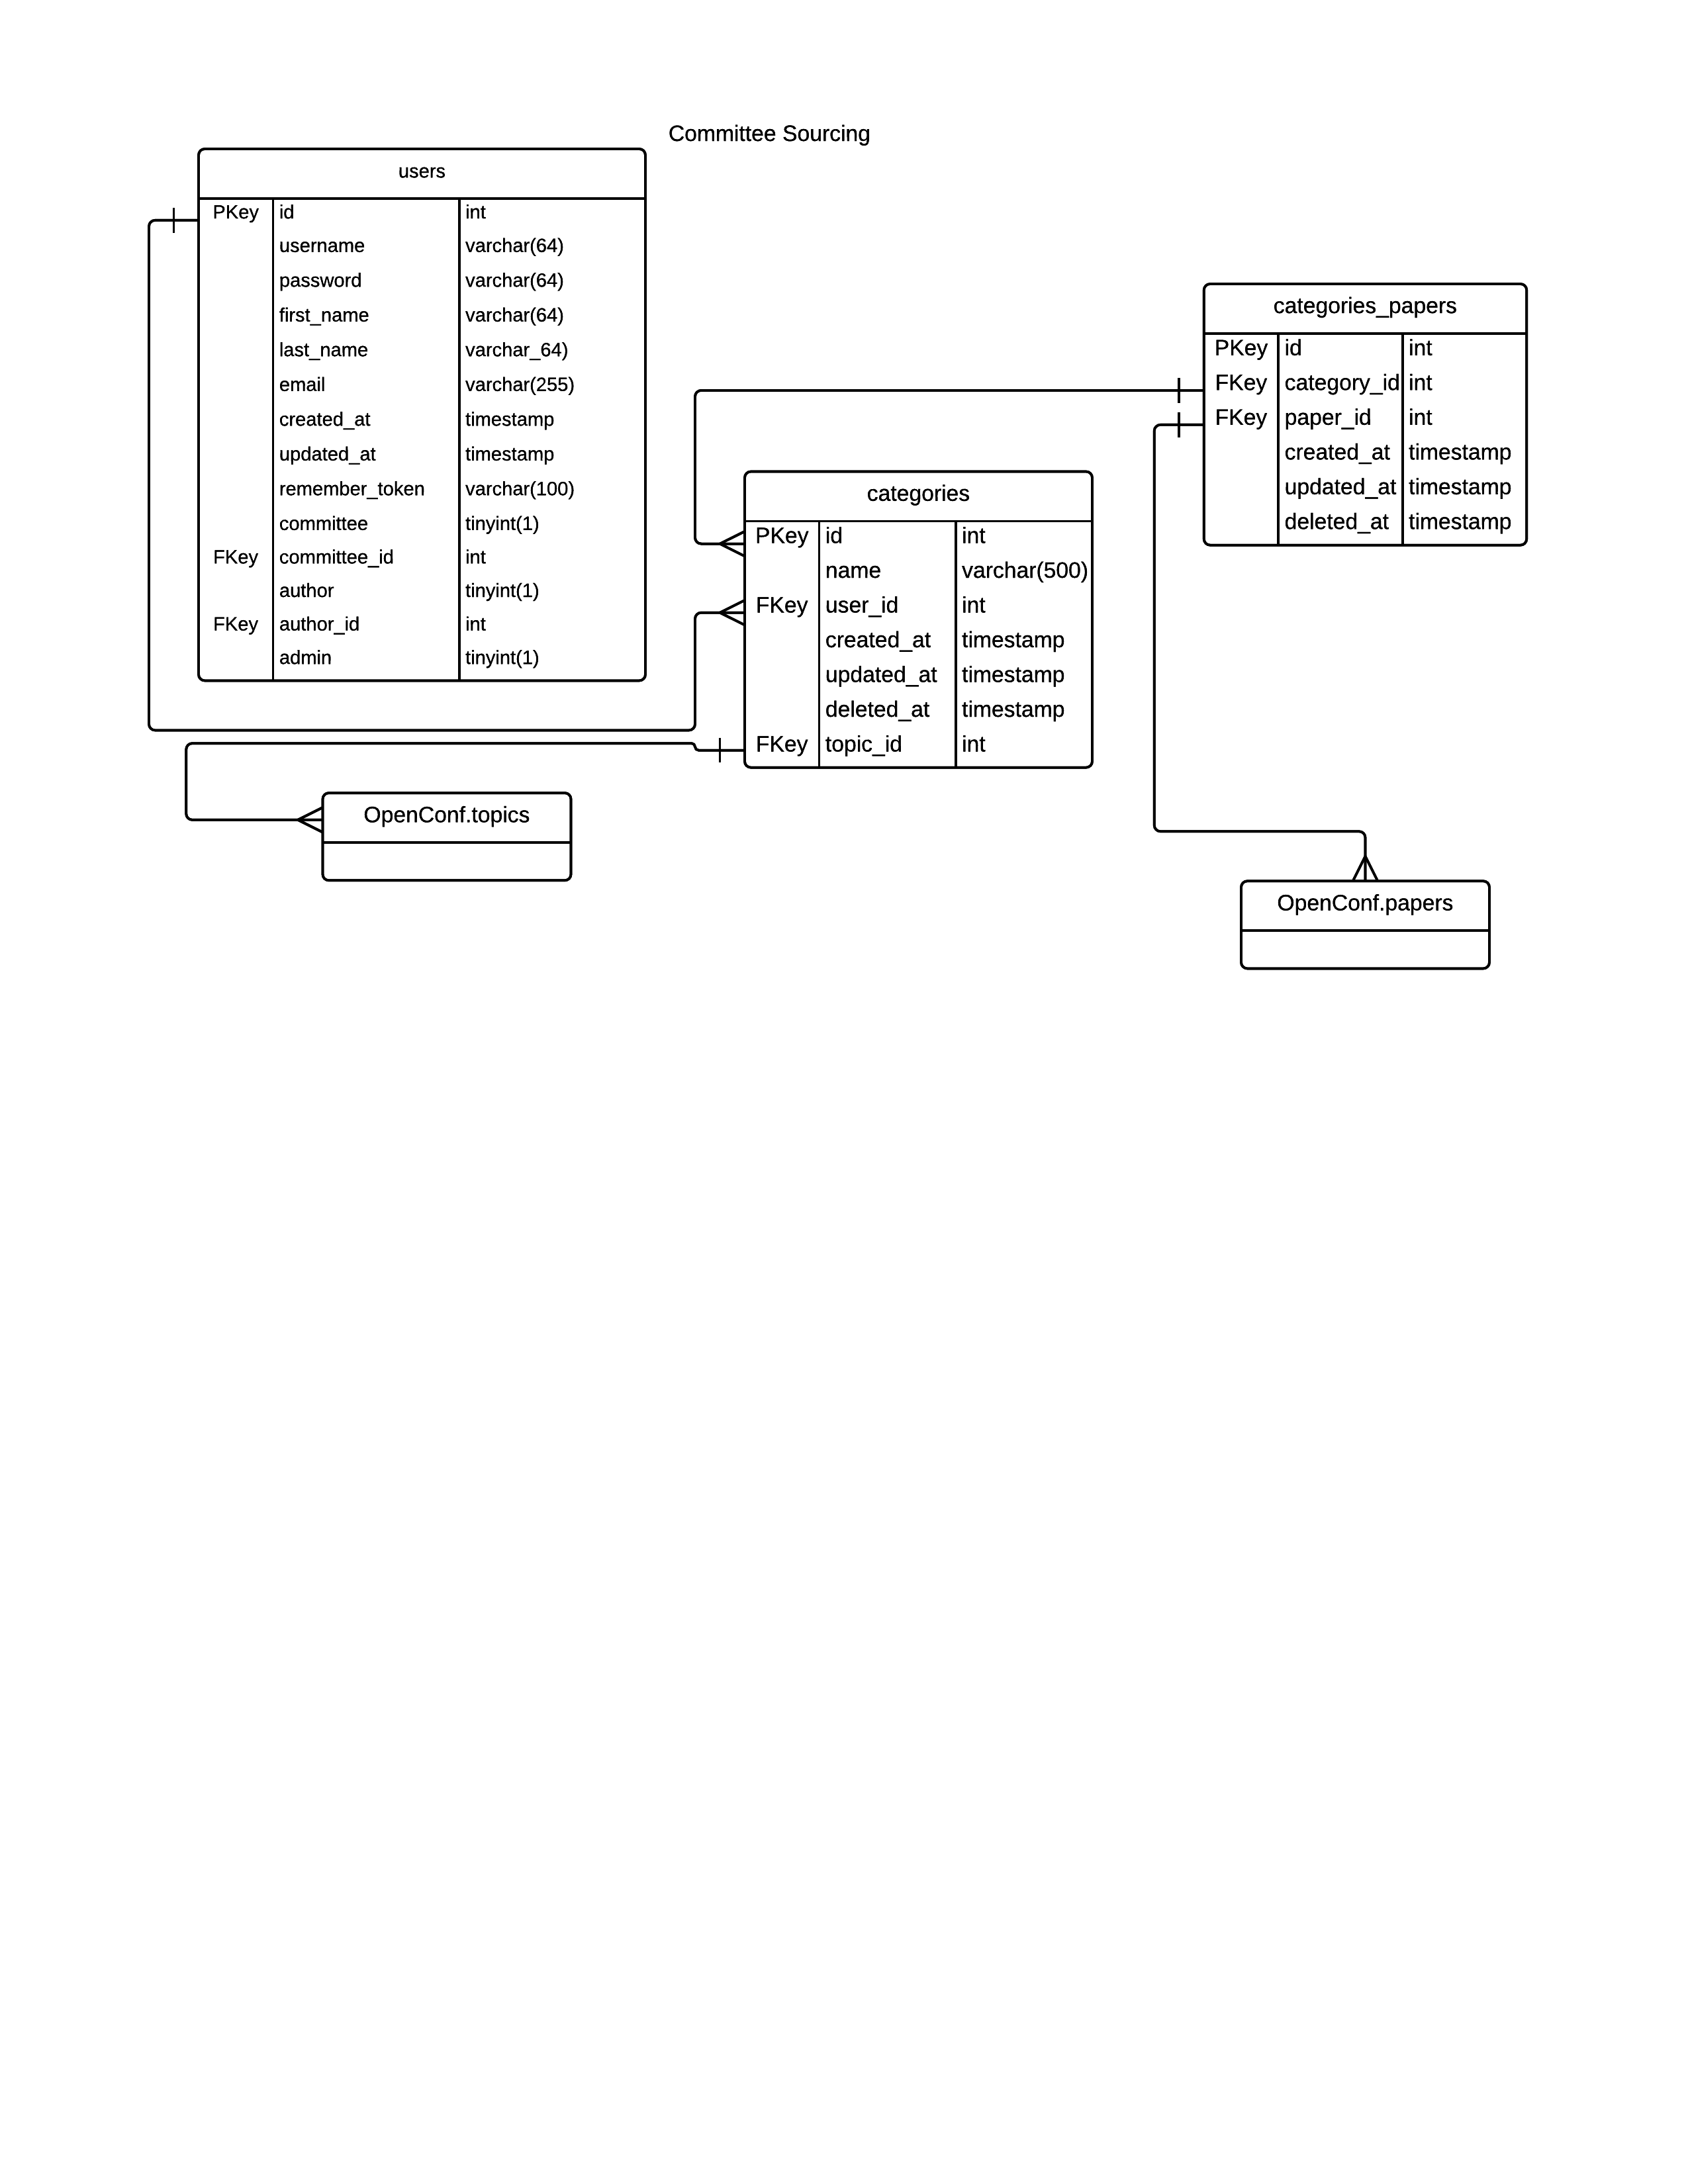 Committee Sourcing
users
PKey id int
username varchar(64)
password varchar(64)
first_name varchar(64)
last_name varchar_64)
email varchar(255)
created_at timestamp
updated_at timestamp
remember_token varchar(100)
committee tinyint(1)
FKey committee_id int
author tinyint(1)
FKey author_id int
admin tinyint(1)
categories_papers
PKey id int
FKey category_id int
FKey paper_id int
created_at timestamp
updated_at timestamp
deleted_at timestamp
categories
PKey id int
name varchar(500)
FKey user_id int
created_at timestamp
updated_at timestamp
deleted_at timestamp
FKey topic_id int
OpenConf.topics
OpenConf.papers